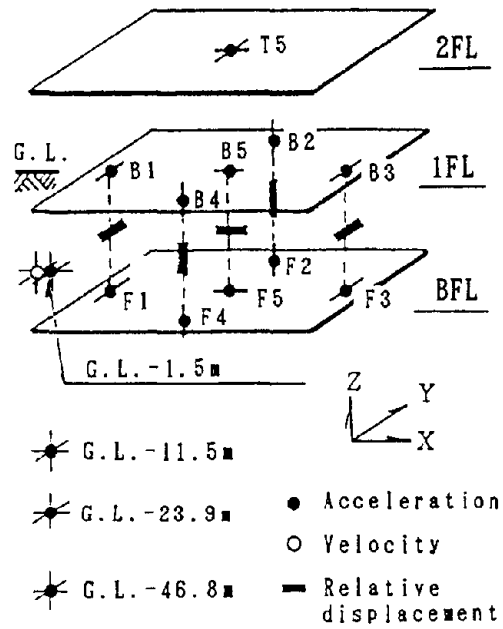 T5 2FL
G.L. B1 B5 B2 B3 1FL
B4
F1 F5 F2 F3 BFL
F4
G.L.-1.5m
Z Y
X
G.L.-11.5m
G.L.-23.9m
G.L.-46.8m
Acceleration
Velocity
Relative
displacement